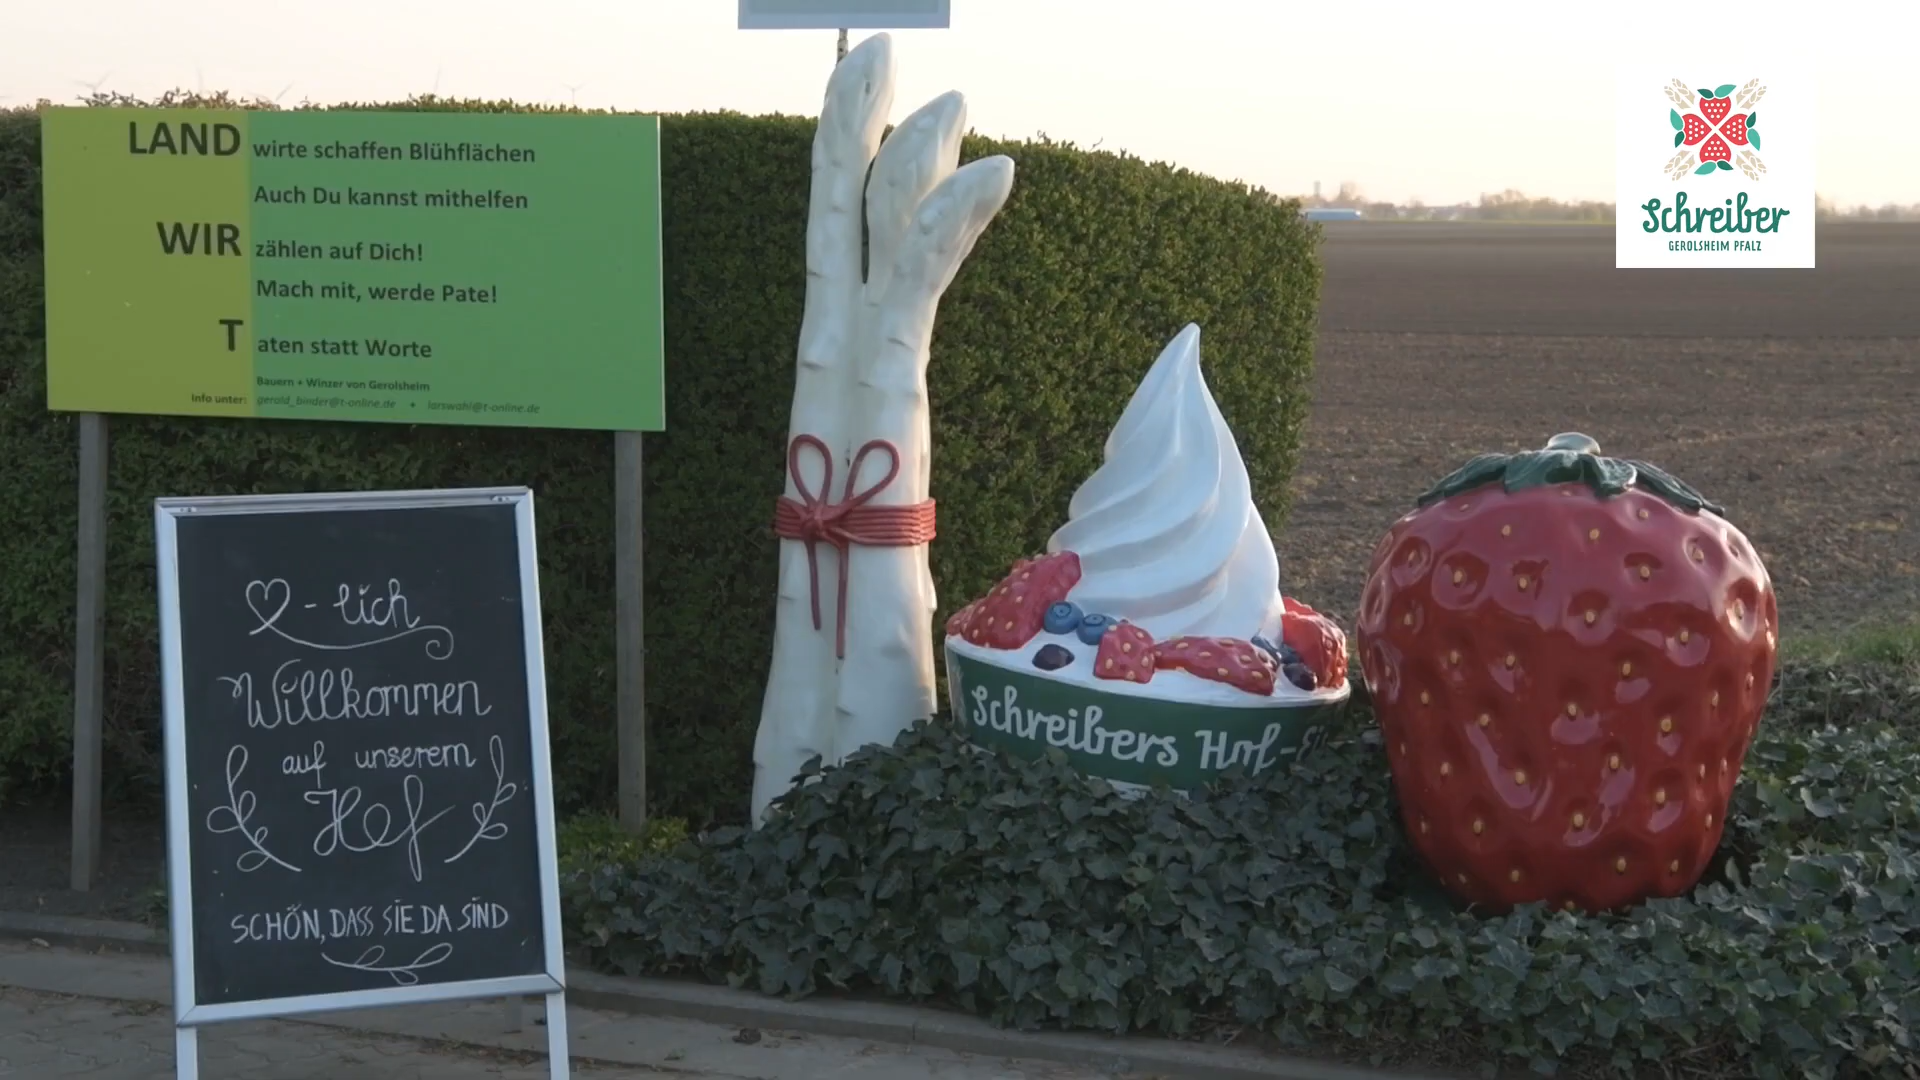 LAND wirte schaffen Blühflächen
Auch Du kannst mithelfen
WIR zählen auf Dich!
Mach mit, werde Pate!
T aten statt Worte
Bauern + Winzer von Gerolsheim
Info unter: gerold_binder@t-online.de + larswahl@t-online.de
-lich
Willkommen
auf unserem
Hof
SCHÖN, DASS SIE DA SIND
Schreibers Hof-Eis
Schreiber
GEROLSHEIM PFALZ